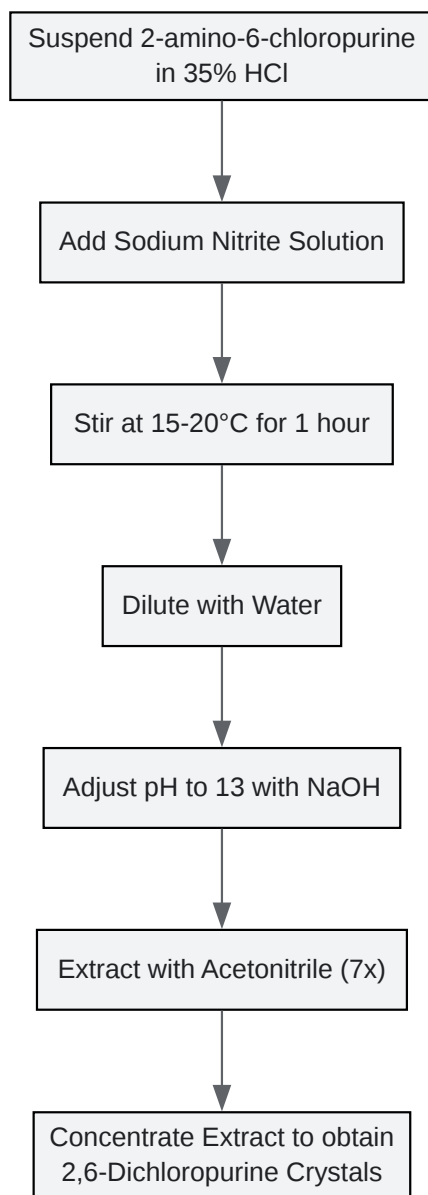 Suspend 2-amino-6-chloropurine
in 35% HCl
Add Sodium Nitrite Solution
Stir at 15-20°C for 1 hour
Dilute with Water
Adjust pH to 13 with NaOH
Extract with Acetonitrile (7x)
Concentrate Extract to obtain
2,6-Dichloropurine Crystals